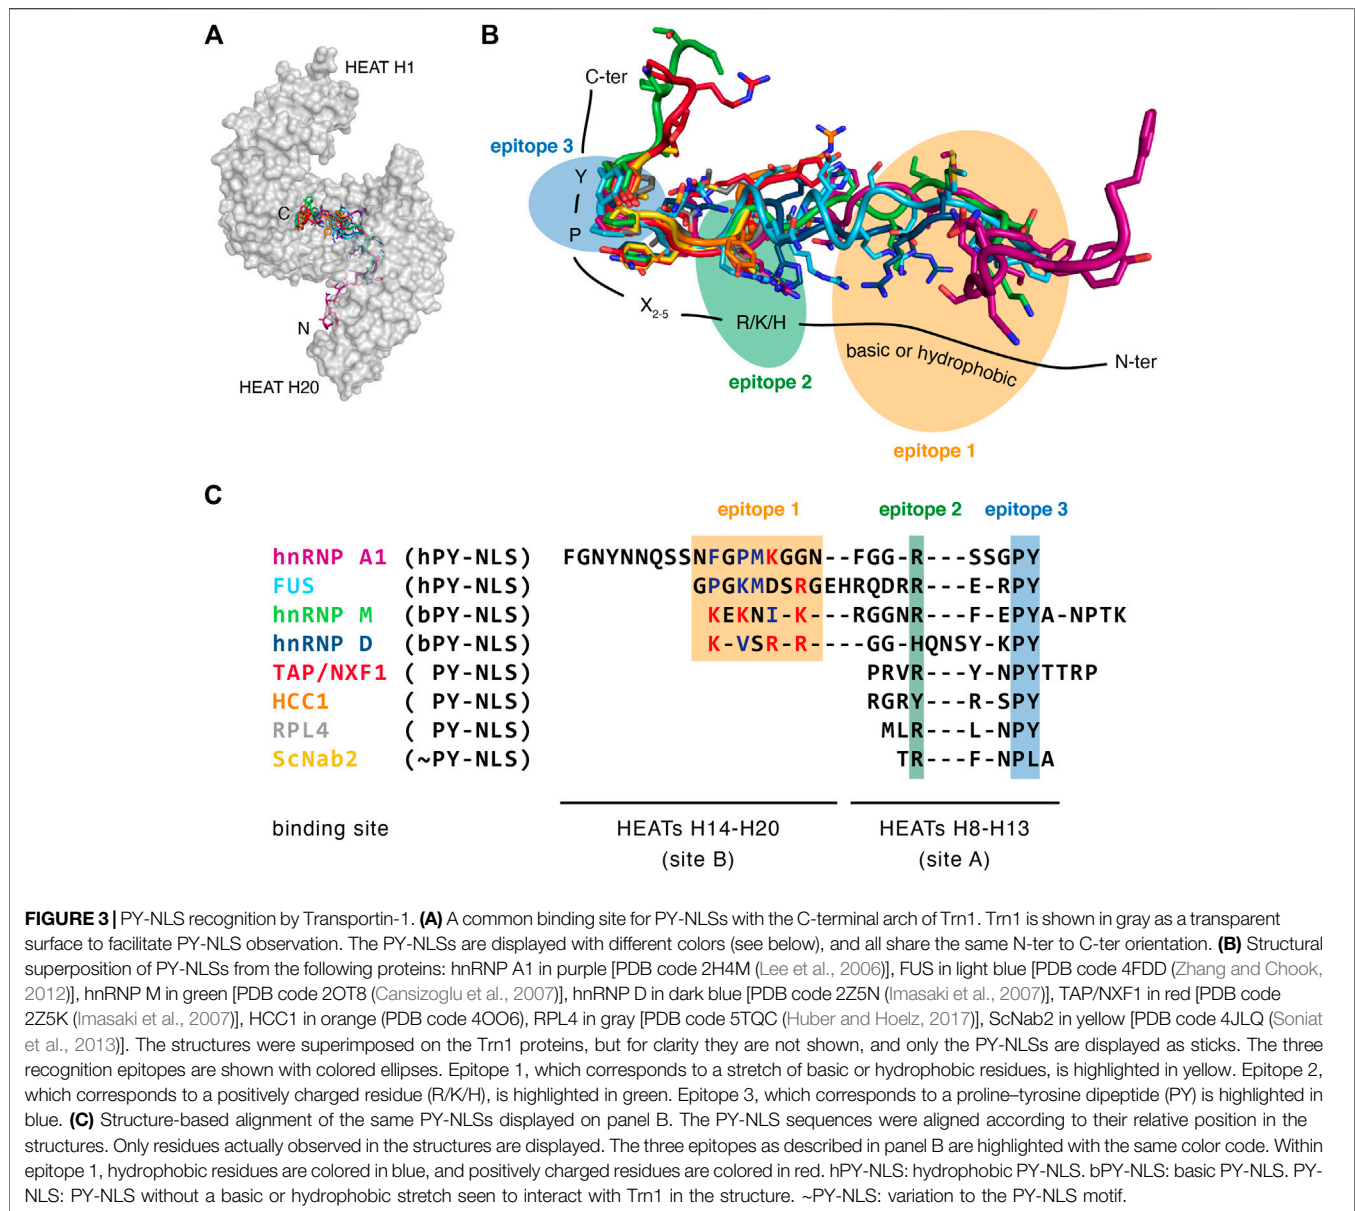 A
HEAT H1
C
N
HEAT H20
B
C-ter
epitope 3
Y
P
X2-5
R/K/H
epitope 2
basic or hydrophobic
N-ter
epitope 1
C
epitope 1 epitope 2 epitope 3
hnRNP A1 (hPY-NLS) FGNYNNQSSNFGPMKGGN--FGG-R---SSGPY
FUS (hPY-NLS) GPGKMDSRGEHRQDRR---E-RPY
hnRNP M (bPY-NLS) KEKNI-K---RGGNR---F-EPYA-NPTK
hnRNP D (bPY-NLS) K-VSR-R----GG-HQNSY-KPY
TAP/NXF1 ( PY-NLS) PRVR---Y-NPYTTRP
HCC1 ( PY-NLS) RGRY---R-SPY
RPL4 ( PY-NLS) MLR---L-NPY
ScNab2 (~PY-NLS) TR---F-NPLA
binding site HEATs H14-H20 HEATs H8-H13
(site B) (site A)
FIGURE 3 | PY-NLS recognition by Transportin-1. (A) A common binding site for PY-NLSs with the C-terminal arch of Trn1. Trn1 is shown in gray as a transparent
surface to facilitate PY-NLS observation. The PY-NLSs are displayed with different colors (see below), and all share the same N-ter to C-ter orientation. (B) Structural
superposition of PY-NLSs from the following proteins: hnRNP A1 in purple [PDB code 2H4M (Lee et al., 2006)], FUS in light blue [PDB code 4FDD (Zhang and Chook,
2012)], hnRNP M in green [PDB code 2OT8 (Cansizoglu et al., 2007)], hnRNP D in dark blue [PDB code 2Z5N (Imasaki et al., 2007)], TAP/NXF1 in red [PDB code
2Z5K (Imasaki et al., 2007)], HCC1 in orange (PDB code 4OO6), RPL4 in gray [PDB code 5TQC (Huber and Hoelz, 2017)], ScNab2 in yellow [PDB code 4JLQ (Soniat
et al., 2013)]. The structures were superimposed on the Trn1 proteins, but for clarity they are not shown, and only the PY-NLSs are displayed as sticks. The three
recognition epitopes are shown with colored ellipses. Epitope 1, which corresponds to a stretch of basic or hydrophobic residues, is highlighted in yellow. Epitope 2,
which corresponds to a positively charged residue (R/K/H), is highlighted in green. Epitope 3, which corresponds to a proline–tyrosine dipeptide (PY) is highlighted in
blue. (C) Structure-based alignment of the same PY-NLSs displayed on panel B. The PY-NLS sequences were aligned according to their relative position in the
structures. Only residues actually observed in the structures are displayed. The three epitopes as described in panel B are highlighted with the same color code. Within
epitope 1, hydrophobic residues are colored in blue, and positively charged residues are colored in red. hPY-NLS: hydrophobic PY-NLS. bPY-NLS: basic PY-NLS. PY-
NLS: PY-NLS without a basic or hydrophobic stretch seen to interact with Trn1 in the structure. ~PY-NLS: variation to the PY-NLS motif.